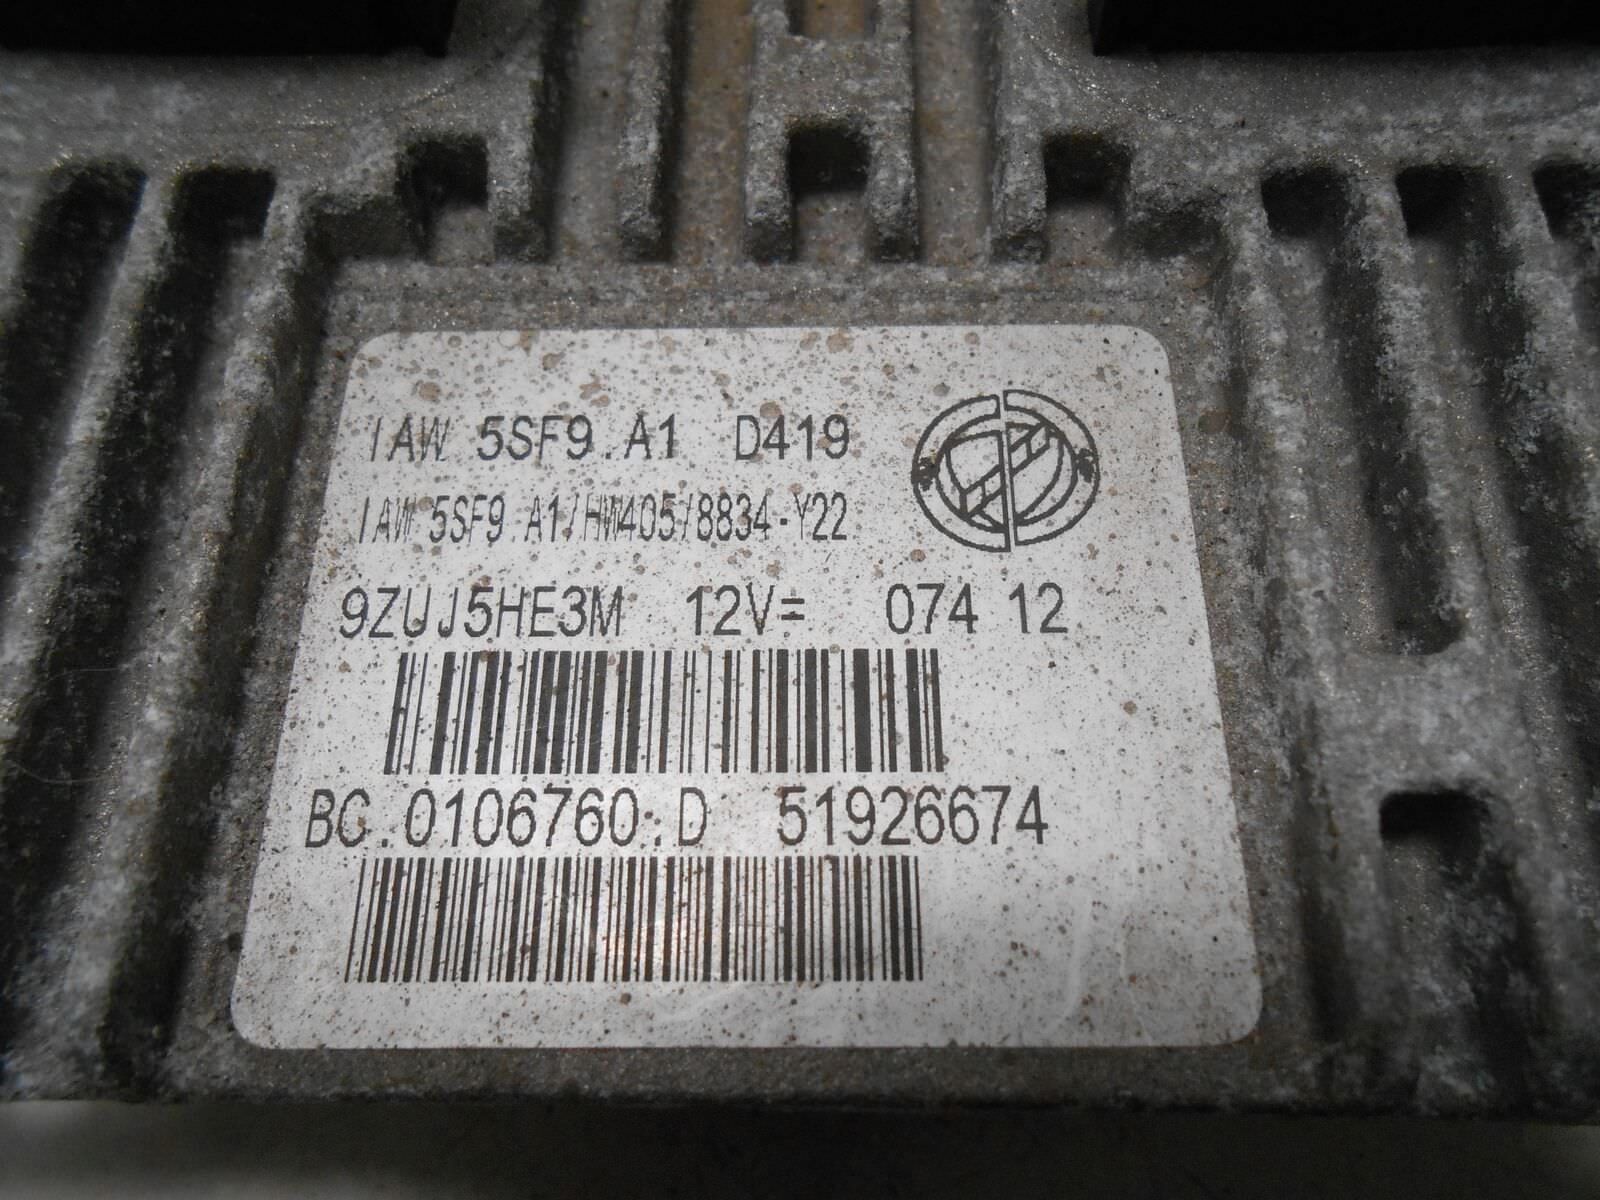 IAW 5SF9.A1 D419
IAW 5SF9.A1/HW405/8834-Y22
9ZUJ5HE3M 12V= 074 12
BC.0106760.D 51926674